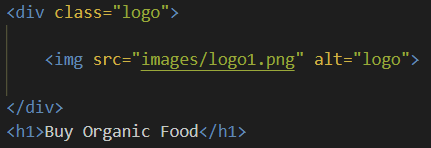 <div class="logo">
<img src="images/logo1.png" alt="logo">
</div>
<h1>Buy Organic Food</h1>